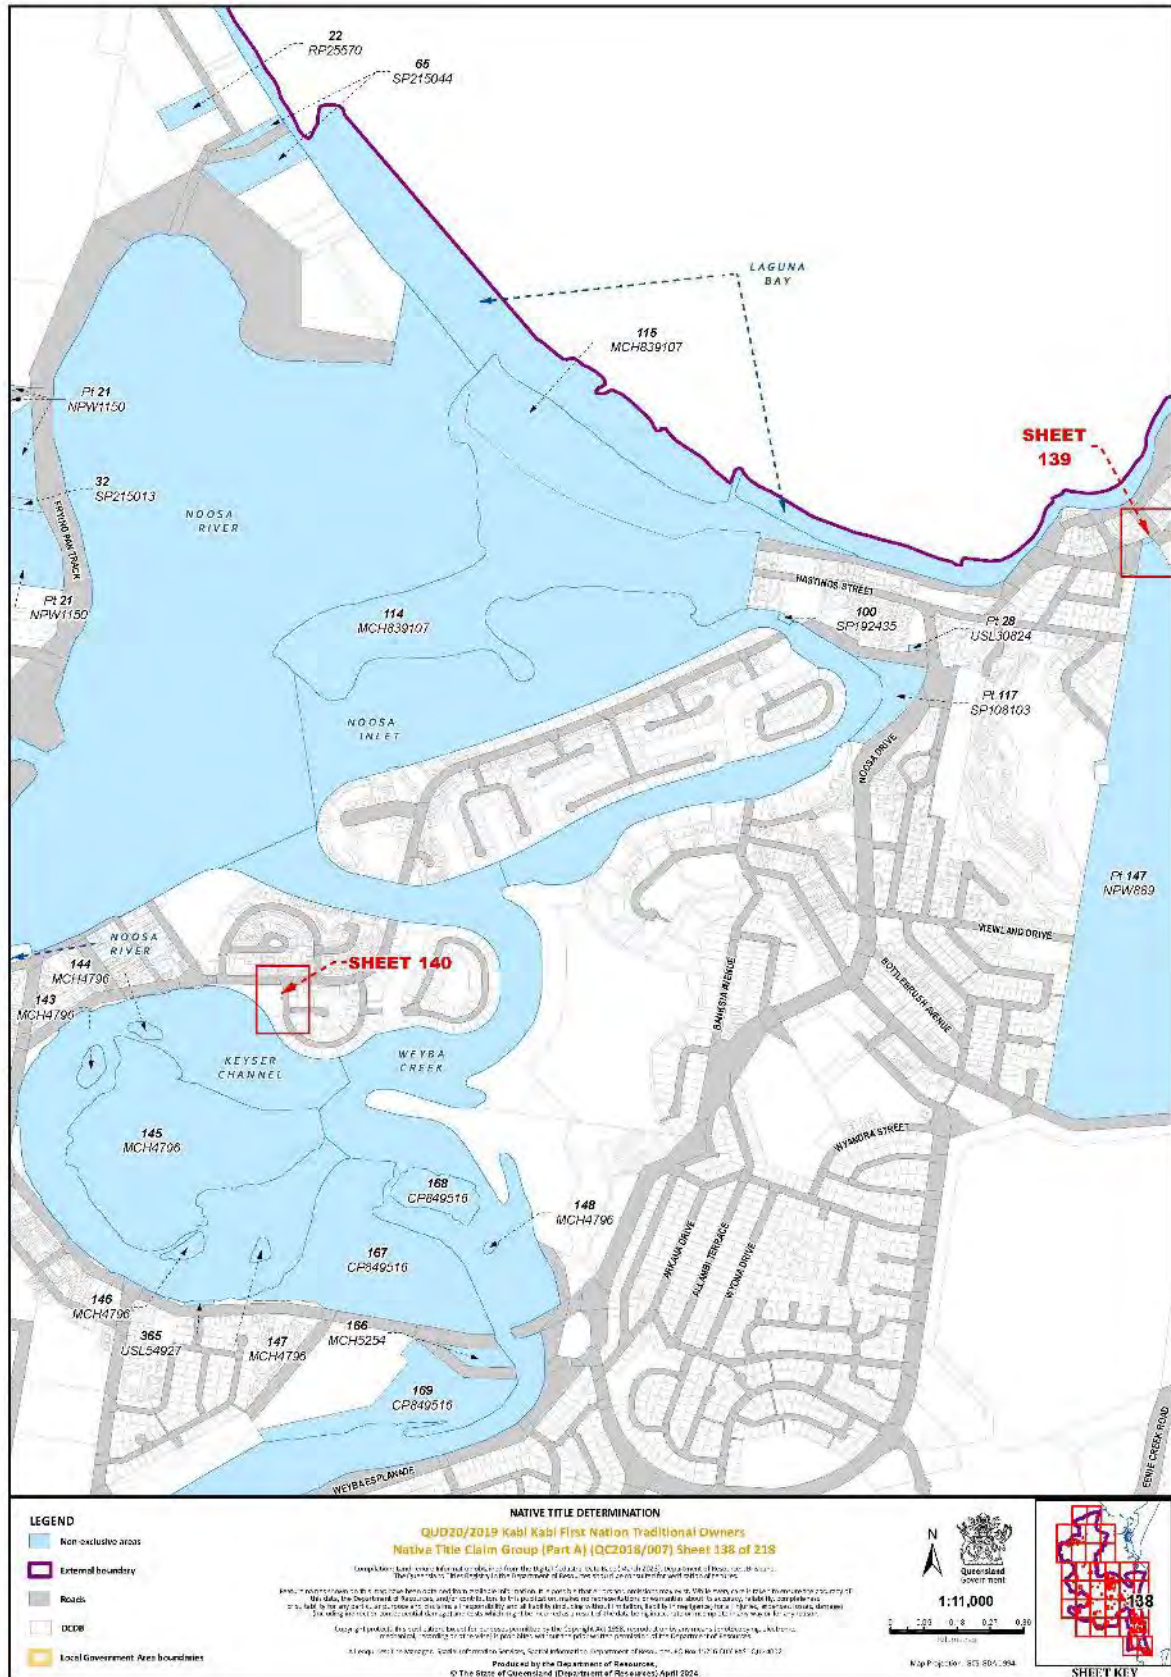 22
RP25570
65
SP215044
LAGUNA
BAY
115
MCH839107
Pt 21
NPW1150
SHEET
139
32
SP215013
NOOSA
RIVER
FRYING PAN TRACK
HASTINGS STREET
Pt 21
NPW1150
114
MCH839107
100
SP192435
Pt 28
USL30824
Pt 117
SP108103
NOOSA
INLET
NOOSA DRIVE
Pt 147
NPW869
VIEWLAND DRIVE
NOOSA
RIVER
144
MCH4796
SHEET 140
BANKSIA AVENUE
BOTTLEBRUSH AVENUE
143
MCH4796
KEYSER
CHANNEL
WEYBA
CREEK
145
MCH4796
WYANDRA STREET
168
CP849516
148
MCH4796
167
CP849516
ARKANA DRIVE
ALLAMBI TERRACE
WYONA DRIVE
146
MCH4796
365
USL54927
147
MCH4796
166
MCH5254
169
CP849516
WEYBA ESPLANADE
EENIE CREEK ROAD
LEGEND
Non-exclusive areas
External boundary
Roads
DCDB
Local Government Area boundaries
NATIVE TITLE DETERMINATION
QUD20/2019 Kabi Kabi First Nation Traditional Owners
Native Title Claim Group (Part A) (QC2018/007) Sheet 138 of 218
Produced by the Department of Resources,
© The State of Queensland (Department of Resources) April 2024
N
Queensland
Government
1:11,000
138
SHEET KEY